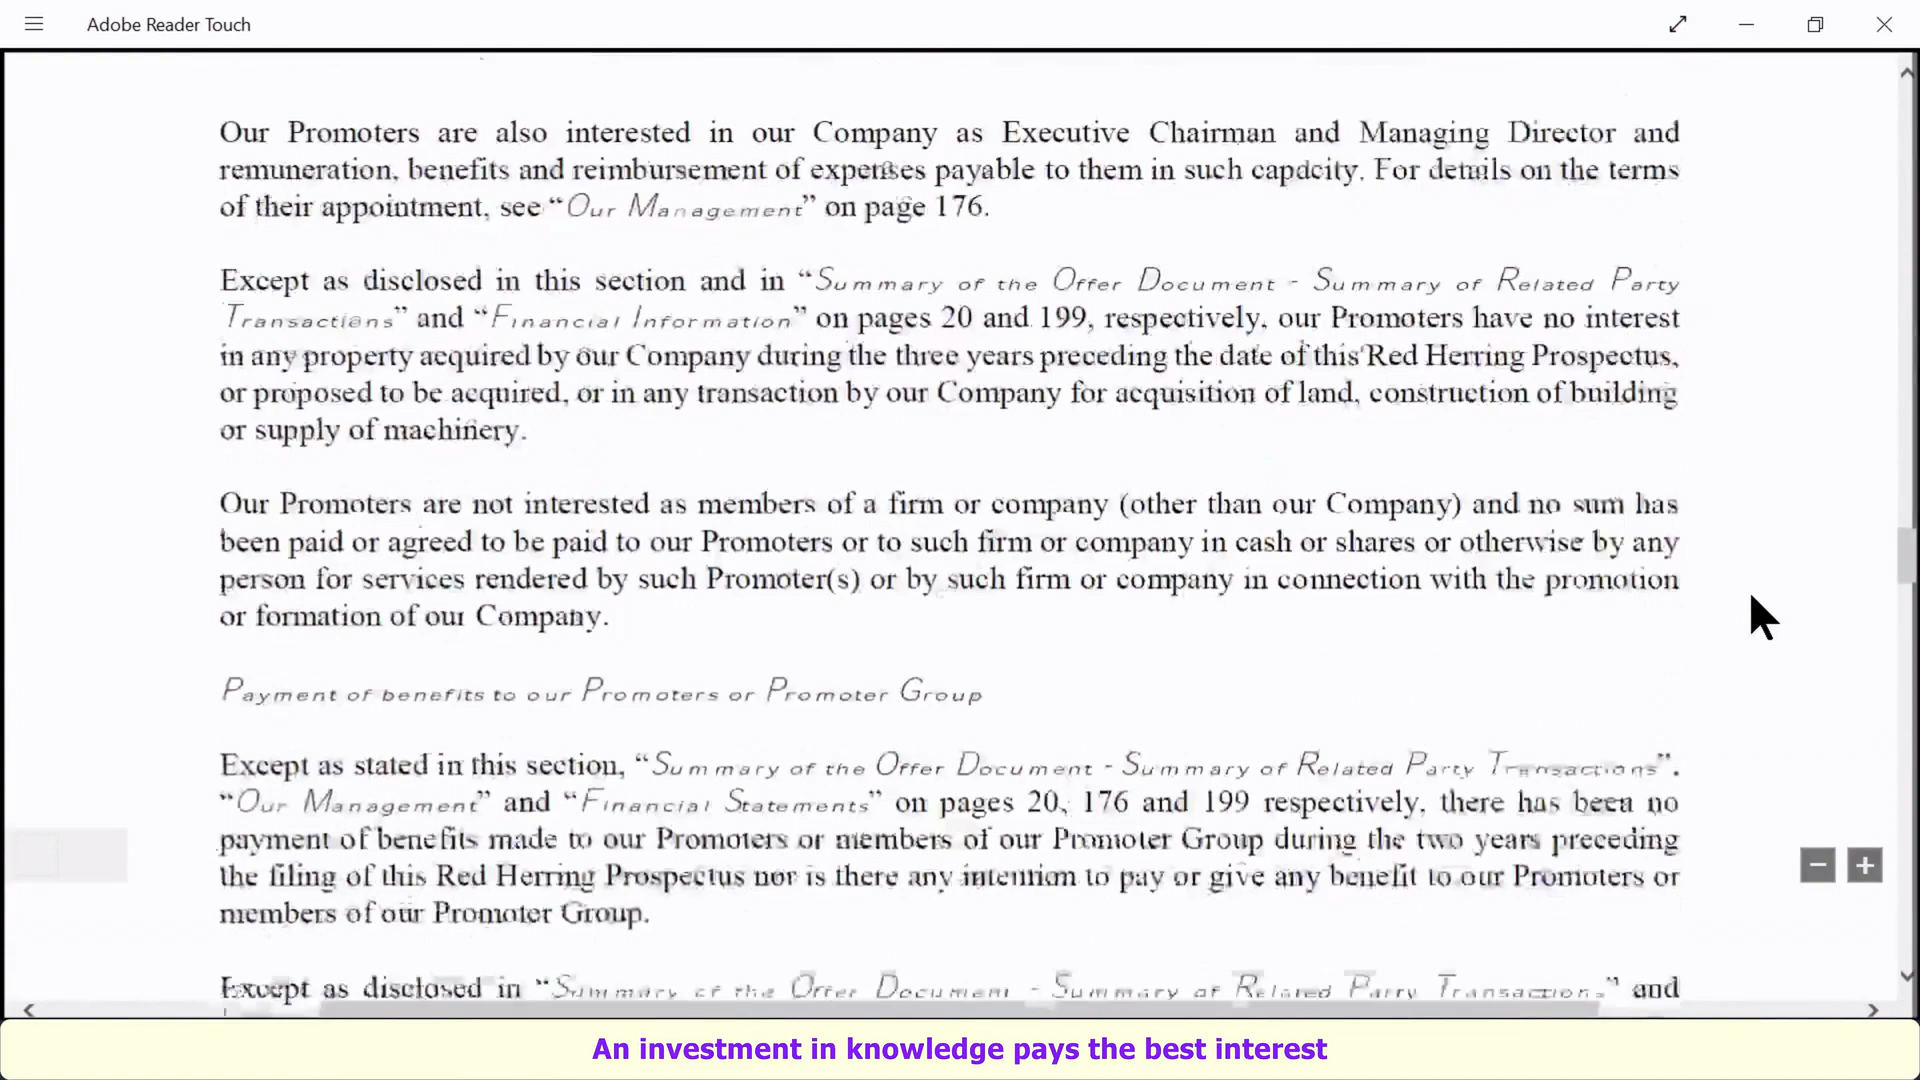 Adobe Reader Touch
Our Promoters are also interested in our Company as Executive Chairman and Managing Director and
remuneration, benefits and reimbursement of expenses payable to them in such capacity. For details on the terms
of their appointment, see “Our Management” on page 176.
Except as disclosed in this section and in “Summary of the Offer Document - Summary of Related Party
Transactions” and “Financial Information” on pages 20 and 199, respectively, our Promoters have no interest
in any property acquired by our Company during the three years preceding the date of this Red Herring Prospectus,
or proposed to be acquired, or in any transaction by our Company for acquisition of land, construction of building
or supply of machinery.
Our Promoters are not interested as members of a firm or company (other than our Company) and no sum has
been paid or agreed to be paid to our Promoters or to such firm or company in cash or shares or otherwise by any
person for services rendered by such Promoter(s) or by such firm or company in connection with the promotion
or formation of our Company.
Payment of benefits to our Promoters or Promoter Group
Except as stated in this section, “Summary of the Offer Document - Summary of Related Party Transactions”,
“Our Management” and “Financial Statements” on pages 20, 176 and 199 respectively, there has been no
payment of benefits made to our Promoters or members of our Promoter Group during the two years preceding
the filing of this Red Herring Prospectus nor is there any intention to pay or give any benefit to our Promoters or
members of our Promoter Group.
Except as disclosed in “Summary of the Offer Document - Summary of Related Party Transactions” and
An investment in knowledge pays the best interest